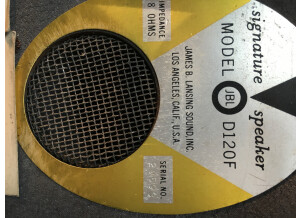 signature speaker
MODEL JBL D120F
IMPEDANCE
8 OHMS
JAMES B. LANSING SOUND, INC.
LOS ANGELES, CALIF., U.S.A.
SERIAL NO.